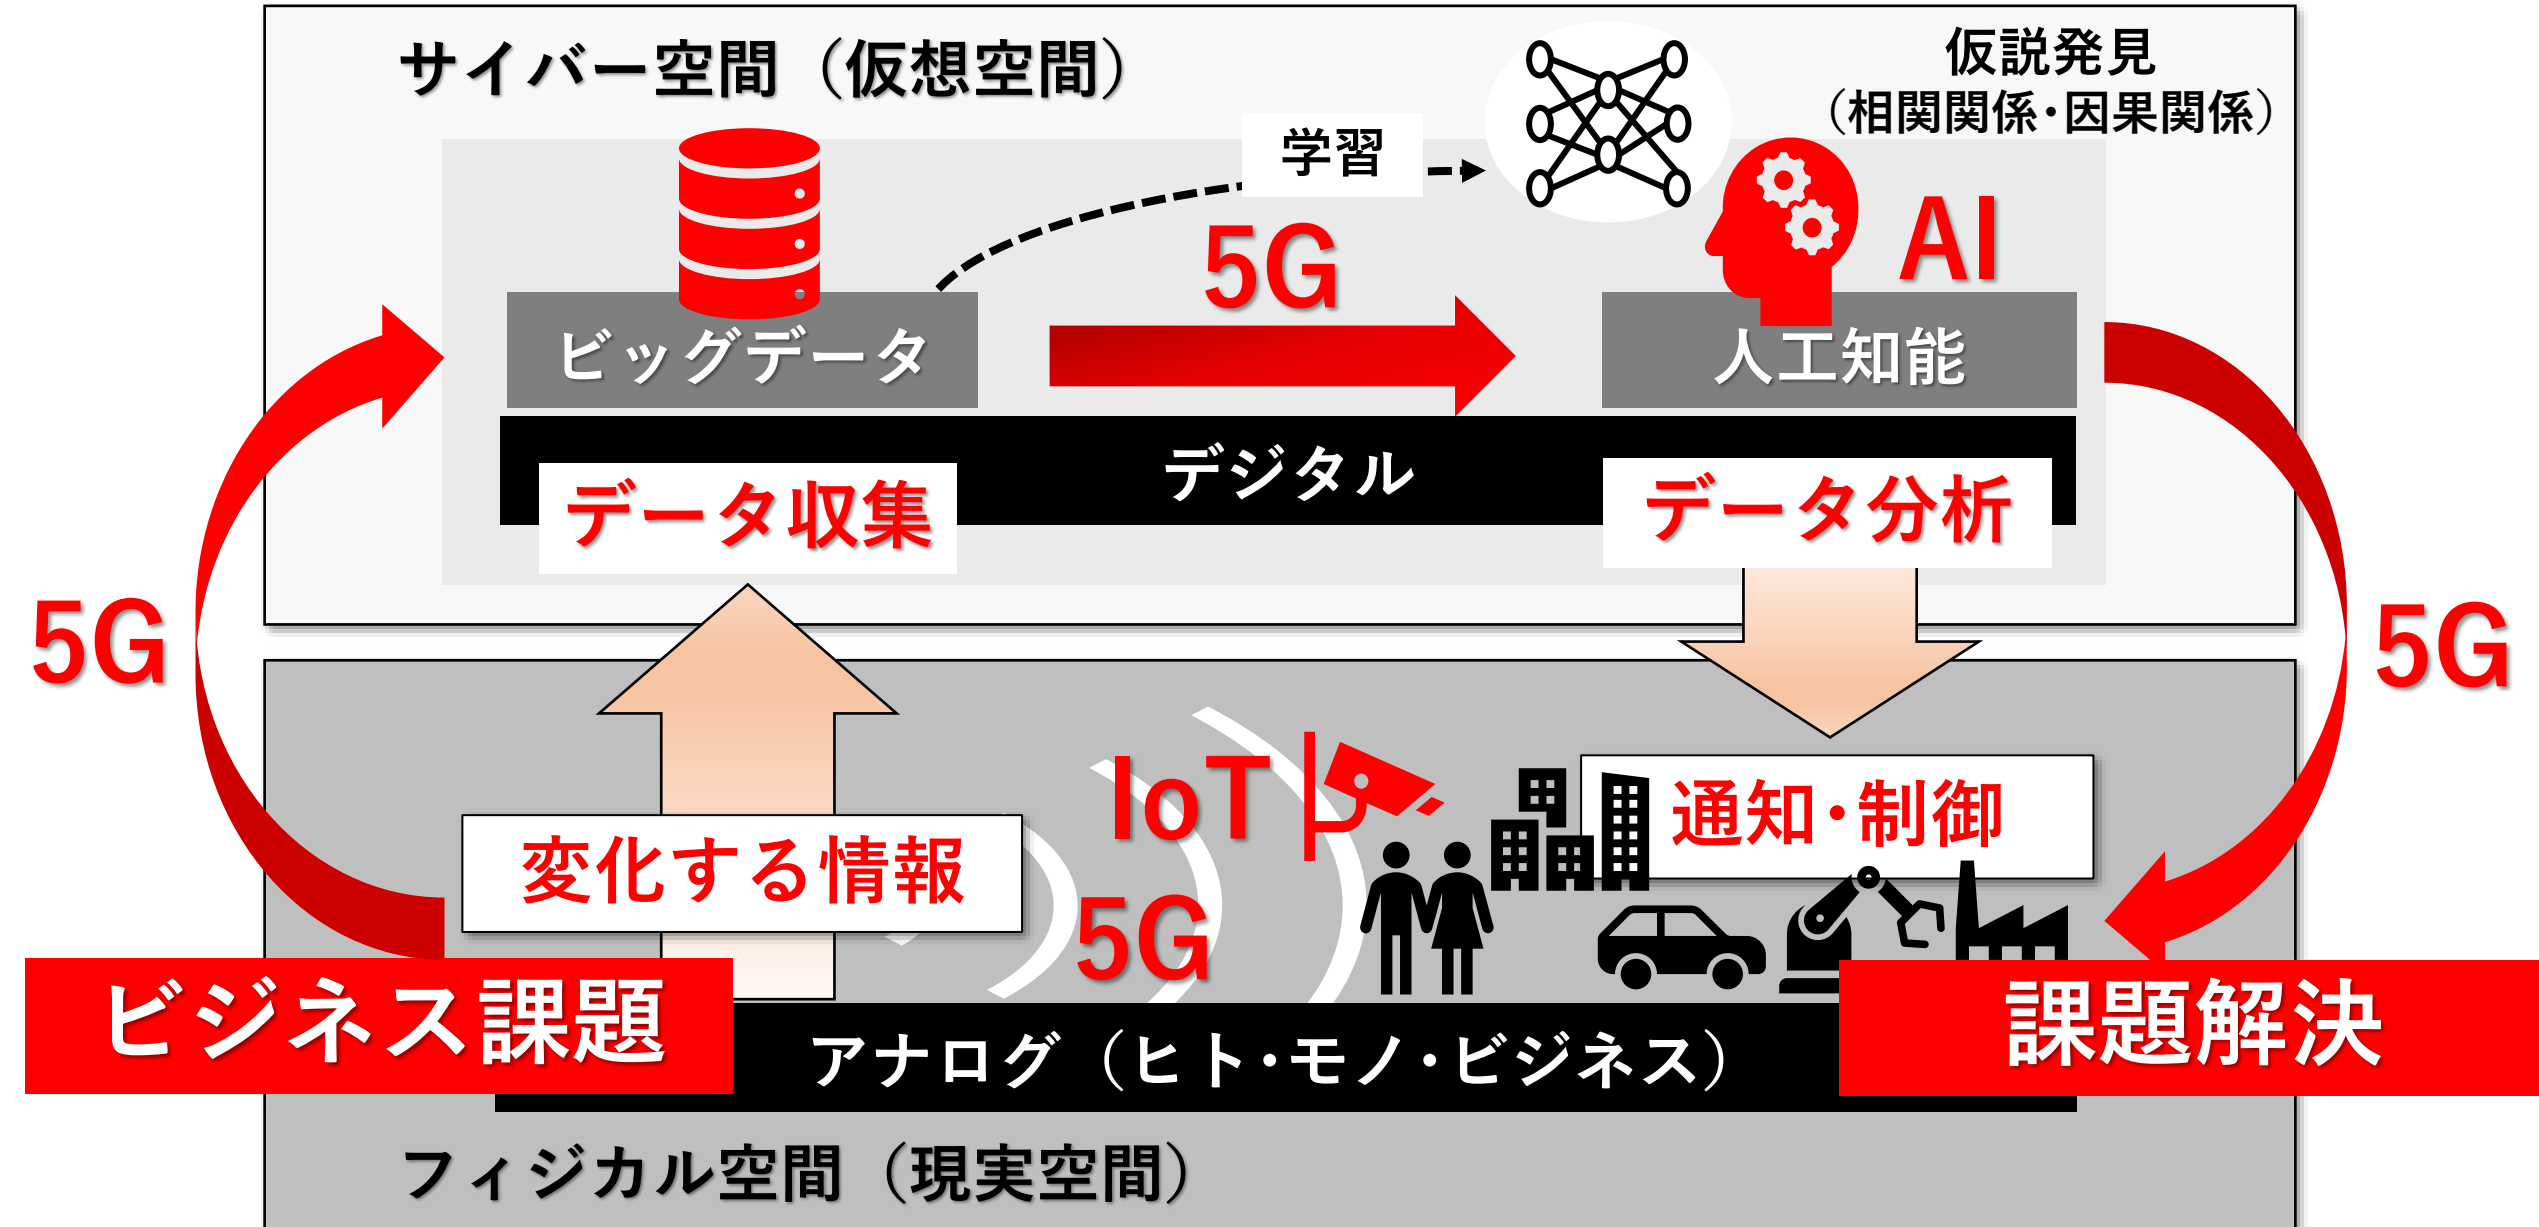 サイバー空間（仮想空間）
仮説発見
（相関関係・因果関係）
学習
5G
AI
ビッグデータ
人工知能
デジタル
データ収集
データ分析
5G
5G
IoT
通知・制御
変化する情報
5G
ビジネス課題
課題解決
アナログ（ヒト・モノ・ビジネス）
フィジカル空間（現実空間）